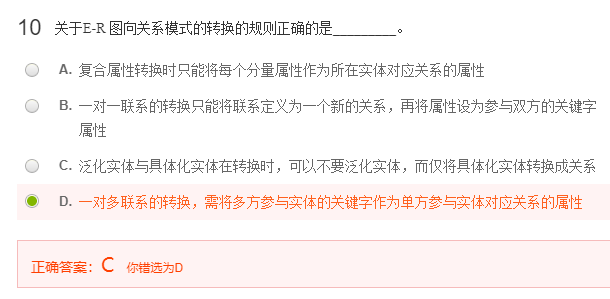 10 关于E-R 图向关系模式的转换的规则正确的是_________。
A. 复合属性转换时只能将每个分量属性作为所在实体对应关系的属性
B. 一对一联系的转换只能将联系定义为一个新的关系，再将属性设为参与双方的关键字
属性
C. 泛化实体与具体化实体在转换时，可以不要泛化实体，而仅将具体化实体转换成关系
D. 一对多联系的转换，需将多方参与实体的关键字作为单方参与实体对应关系的属性
正确答案：C 你错选为D